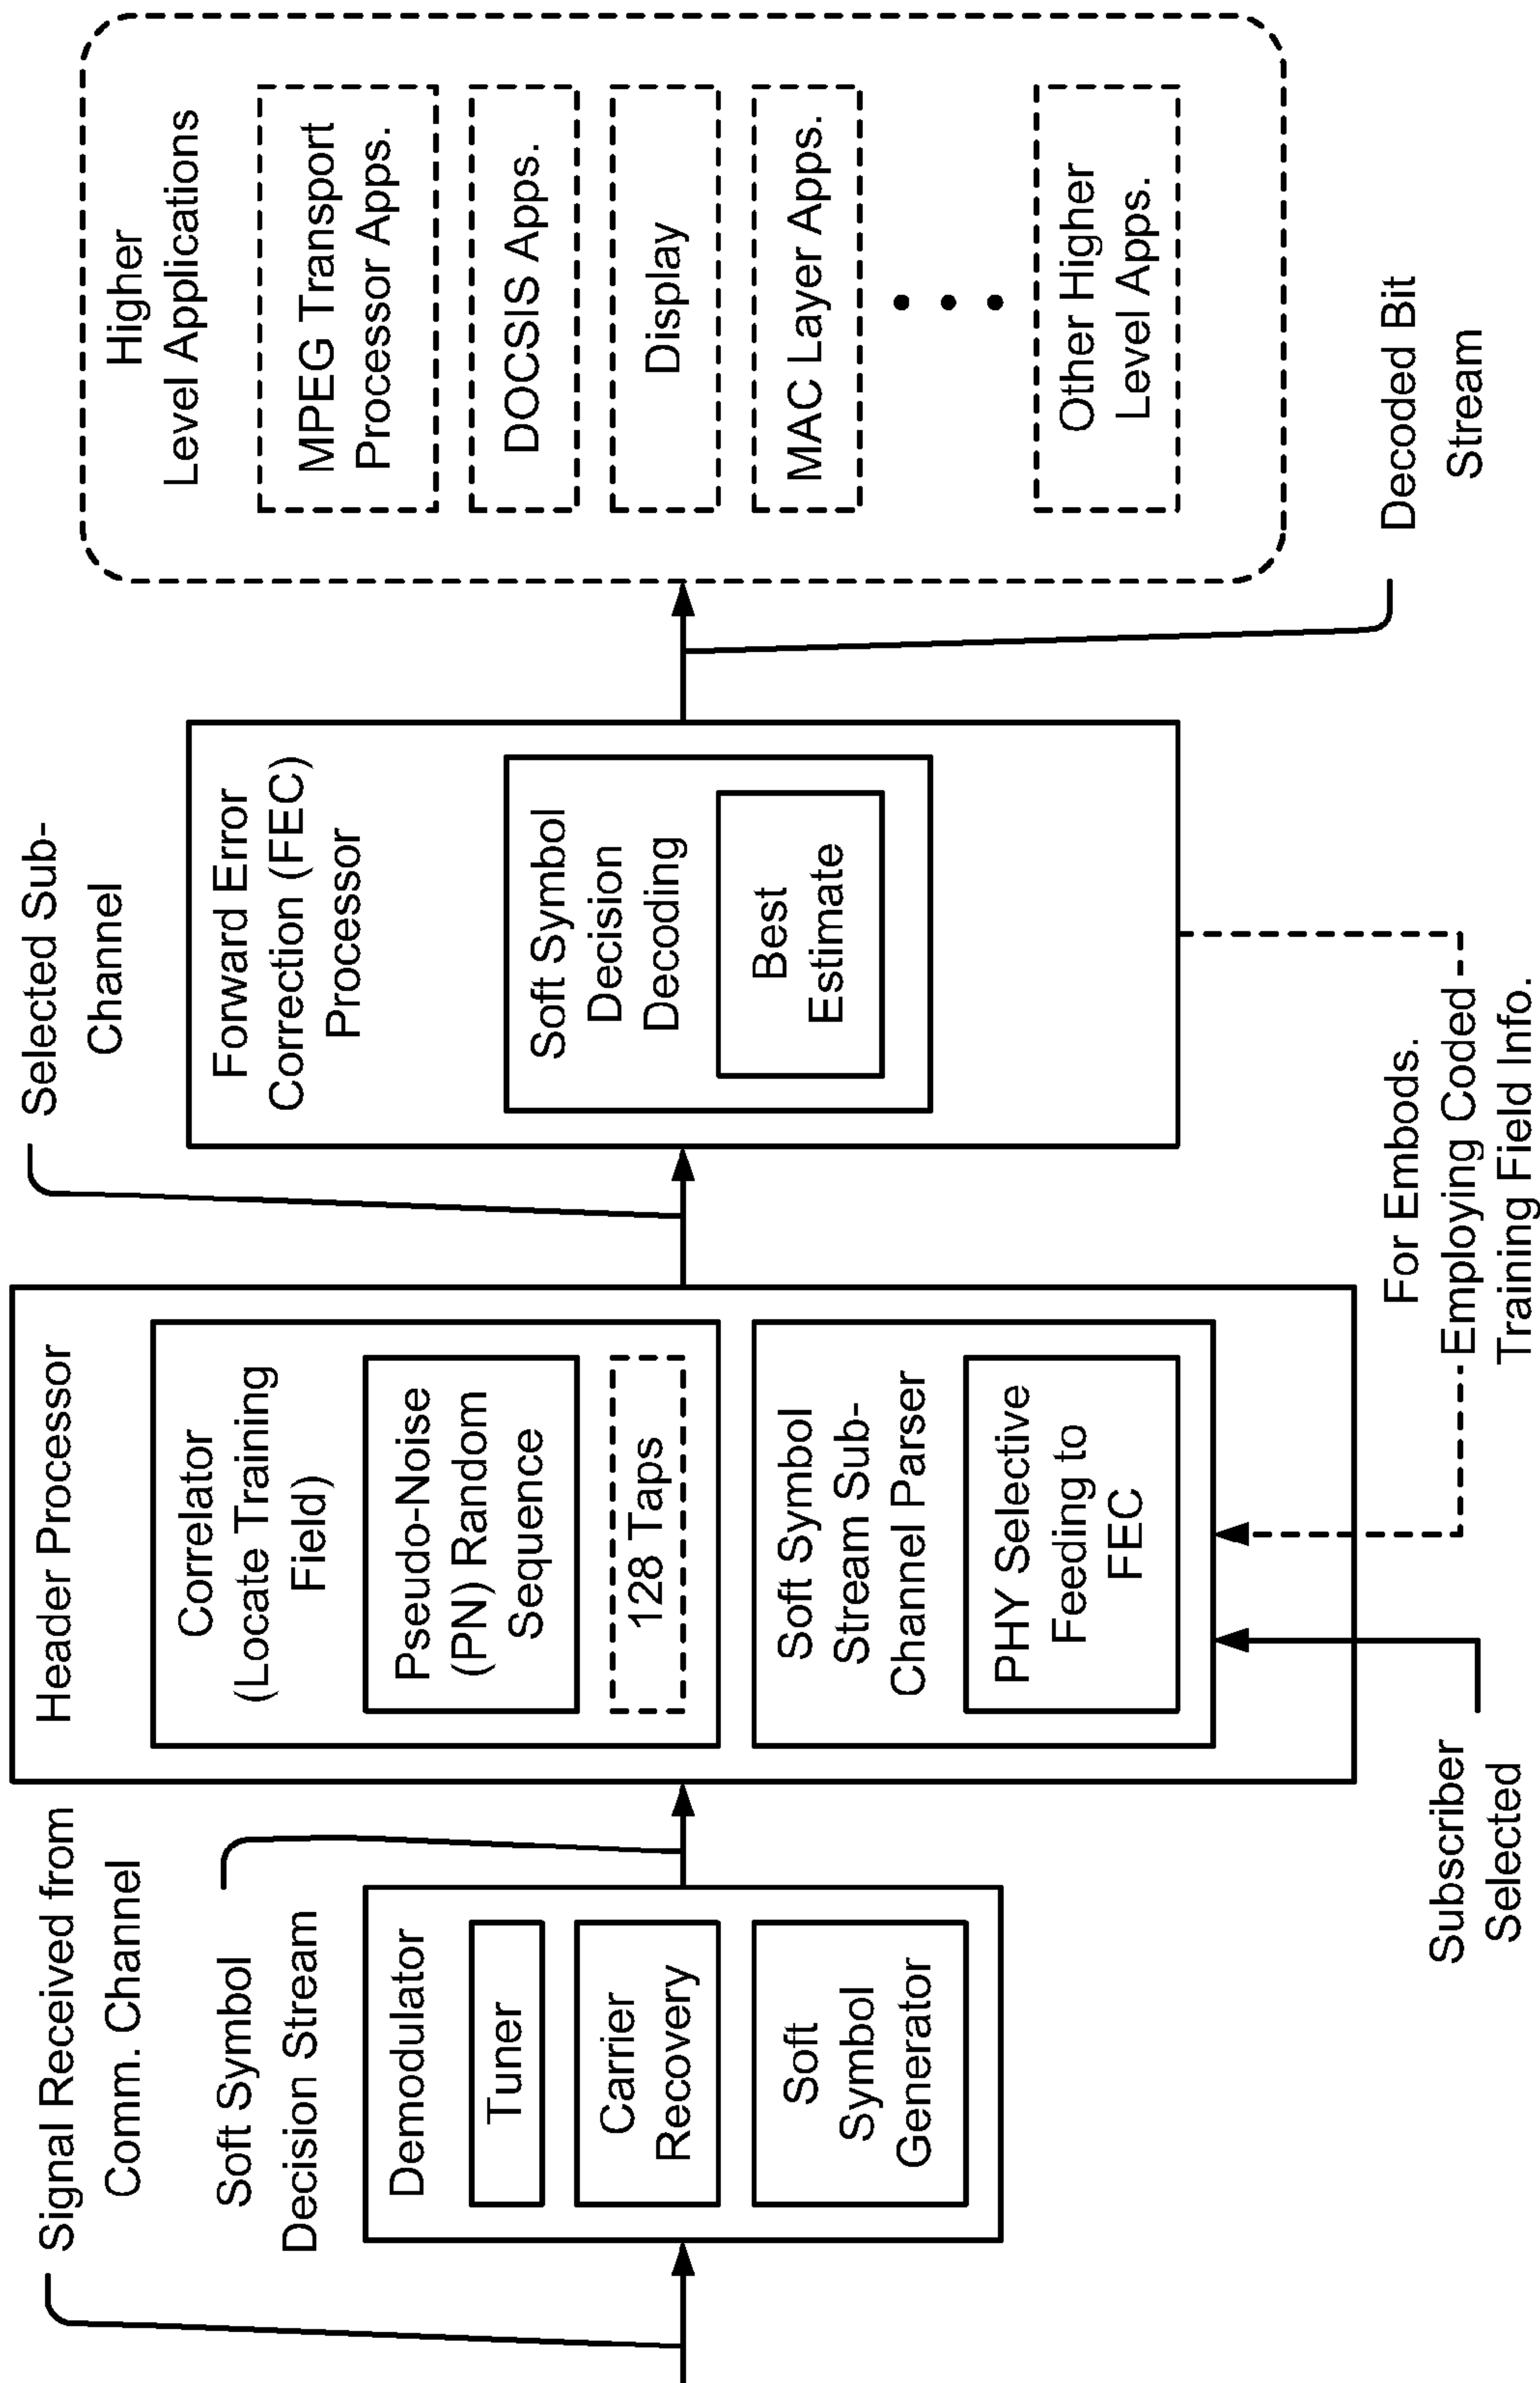 Signal Received from
Comm. Channel
Soft Symbol
Decision Stream
Demodulator
Tuner
Carrier
Recovery
Soft
Symbol
Generator
Header Processor
Correlator
(Locate Training
Field)
Pseudo-Noise
(PN) Random
Sequence
128 Taps
Soft Symbol
Stream Sub-
Channel Parser
PHY Selective
Feeding to
FEC
Subscriber
Selected
Selected Sub-
Channel
Forward Error
Correction (FEC)
Processor
Soft Symbol
Decision
Decoding
Best
Estimate
For Embods.
Employing Coded
Training Field Info.
Higher
Level Applications
MPEG Transport
Processor Apps.
DOCSIS Apps.
Display
MAC Layer Apps.
Other Higher
Level Apps.
Decoded Bit
Stream